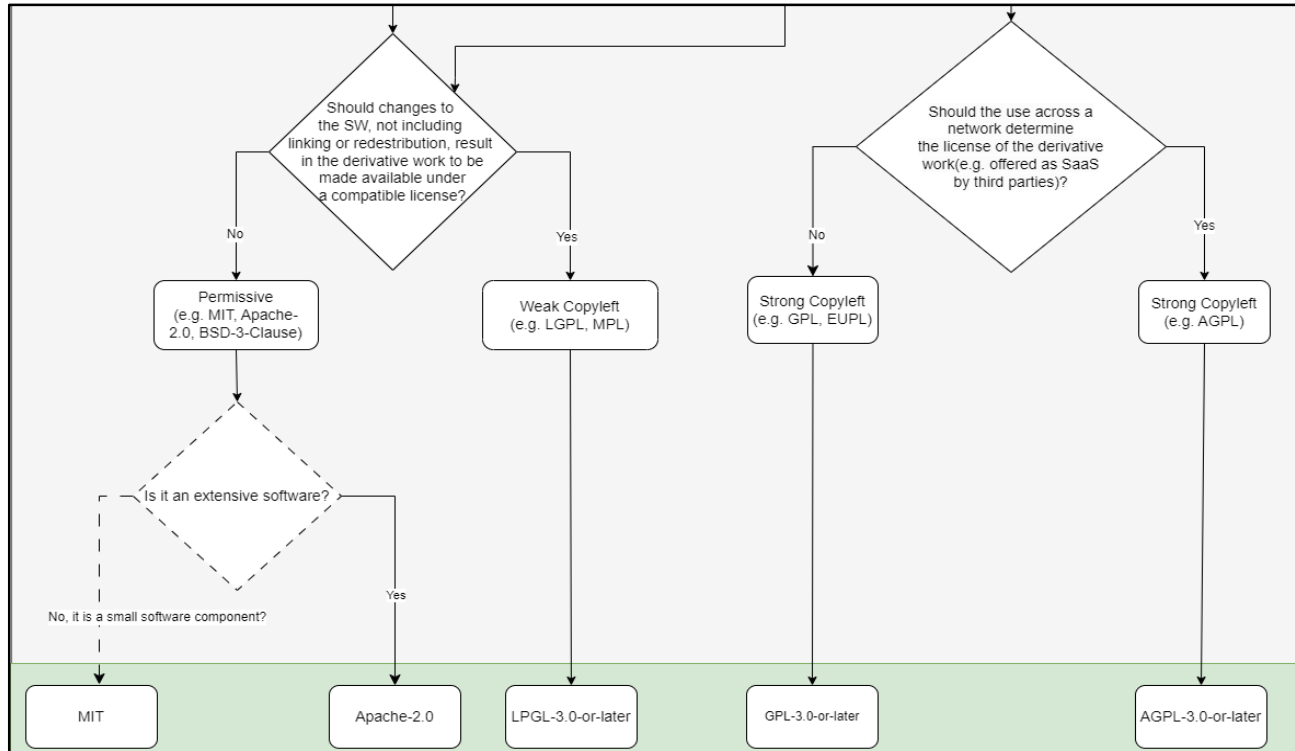 Should changes to
the SW, not including
linking or redestribution, result
in the derivative work to be
made available under
a compatible license?
Should the use across a
network determine
the license of the derivative
work(e.g. offered as SaaS
by third parties)?
No
Yes
No
Yes
Permissive
(e.g. MIT, Apache-
2.0, BSD-3-Clause)
Weak Copyleft
(e.g. LGPL, MPL)
Strong Copyleft
(e.g. GPL, EUPL)
Strong Copyleft
(e.g. AGPL)
Is it an extensive software?
No, it is a small software component?
Yes
MIT
Apache-2.0
LPGL-3.0-or-later
GPL-3.0-or-later
AGPL-3.0-or-later